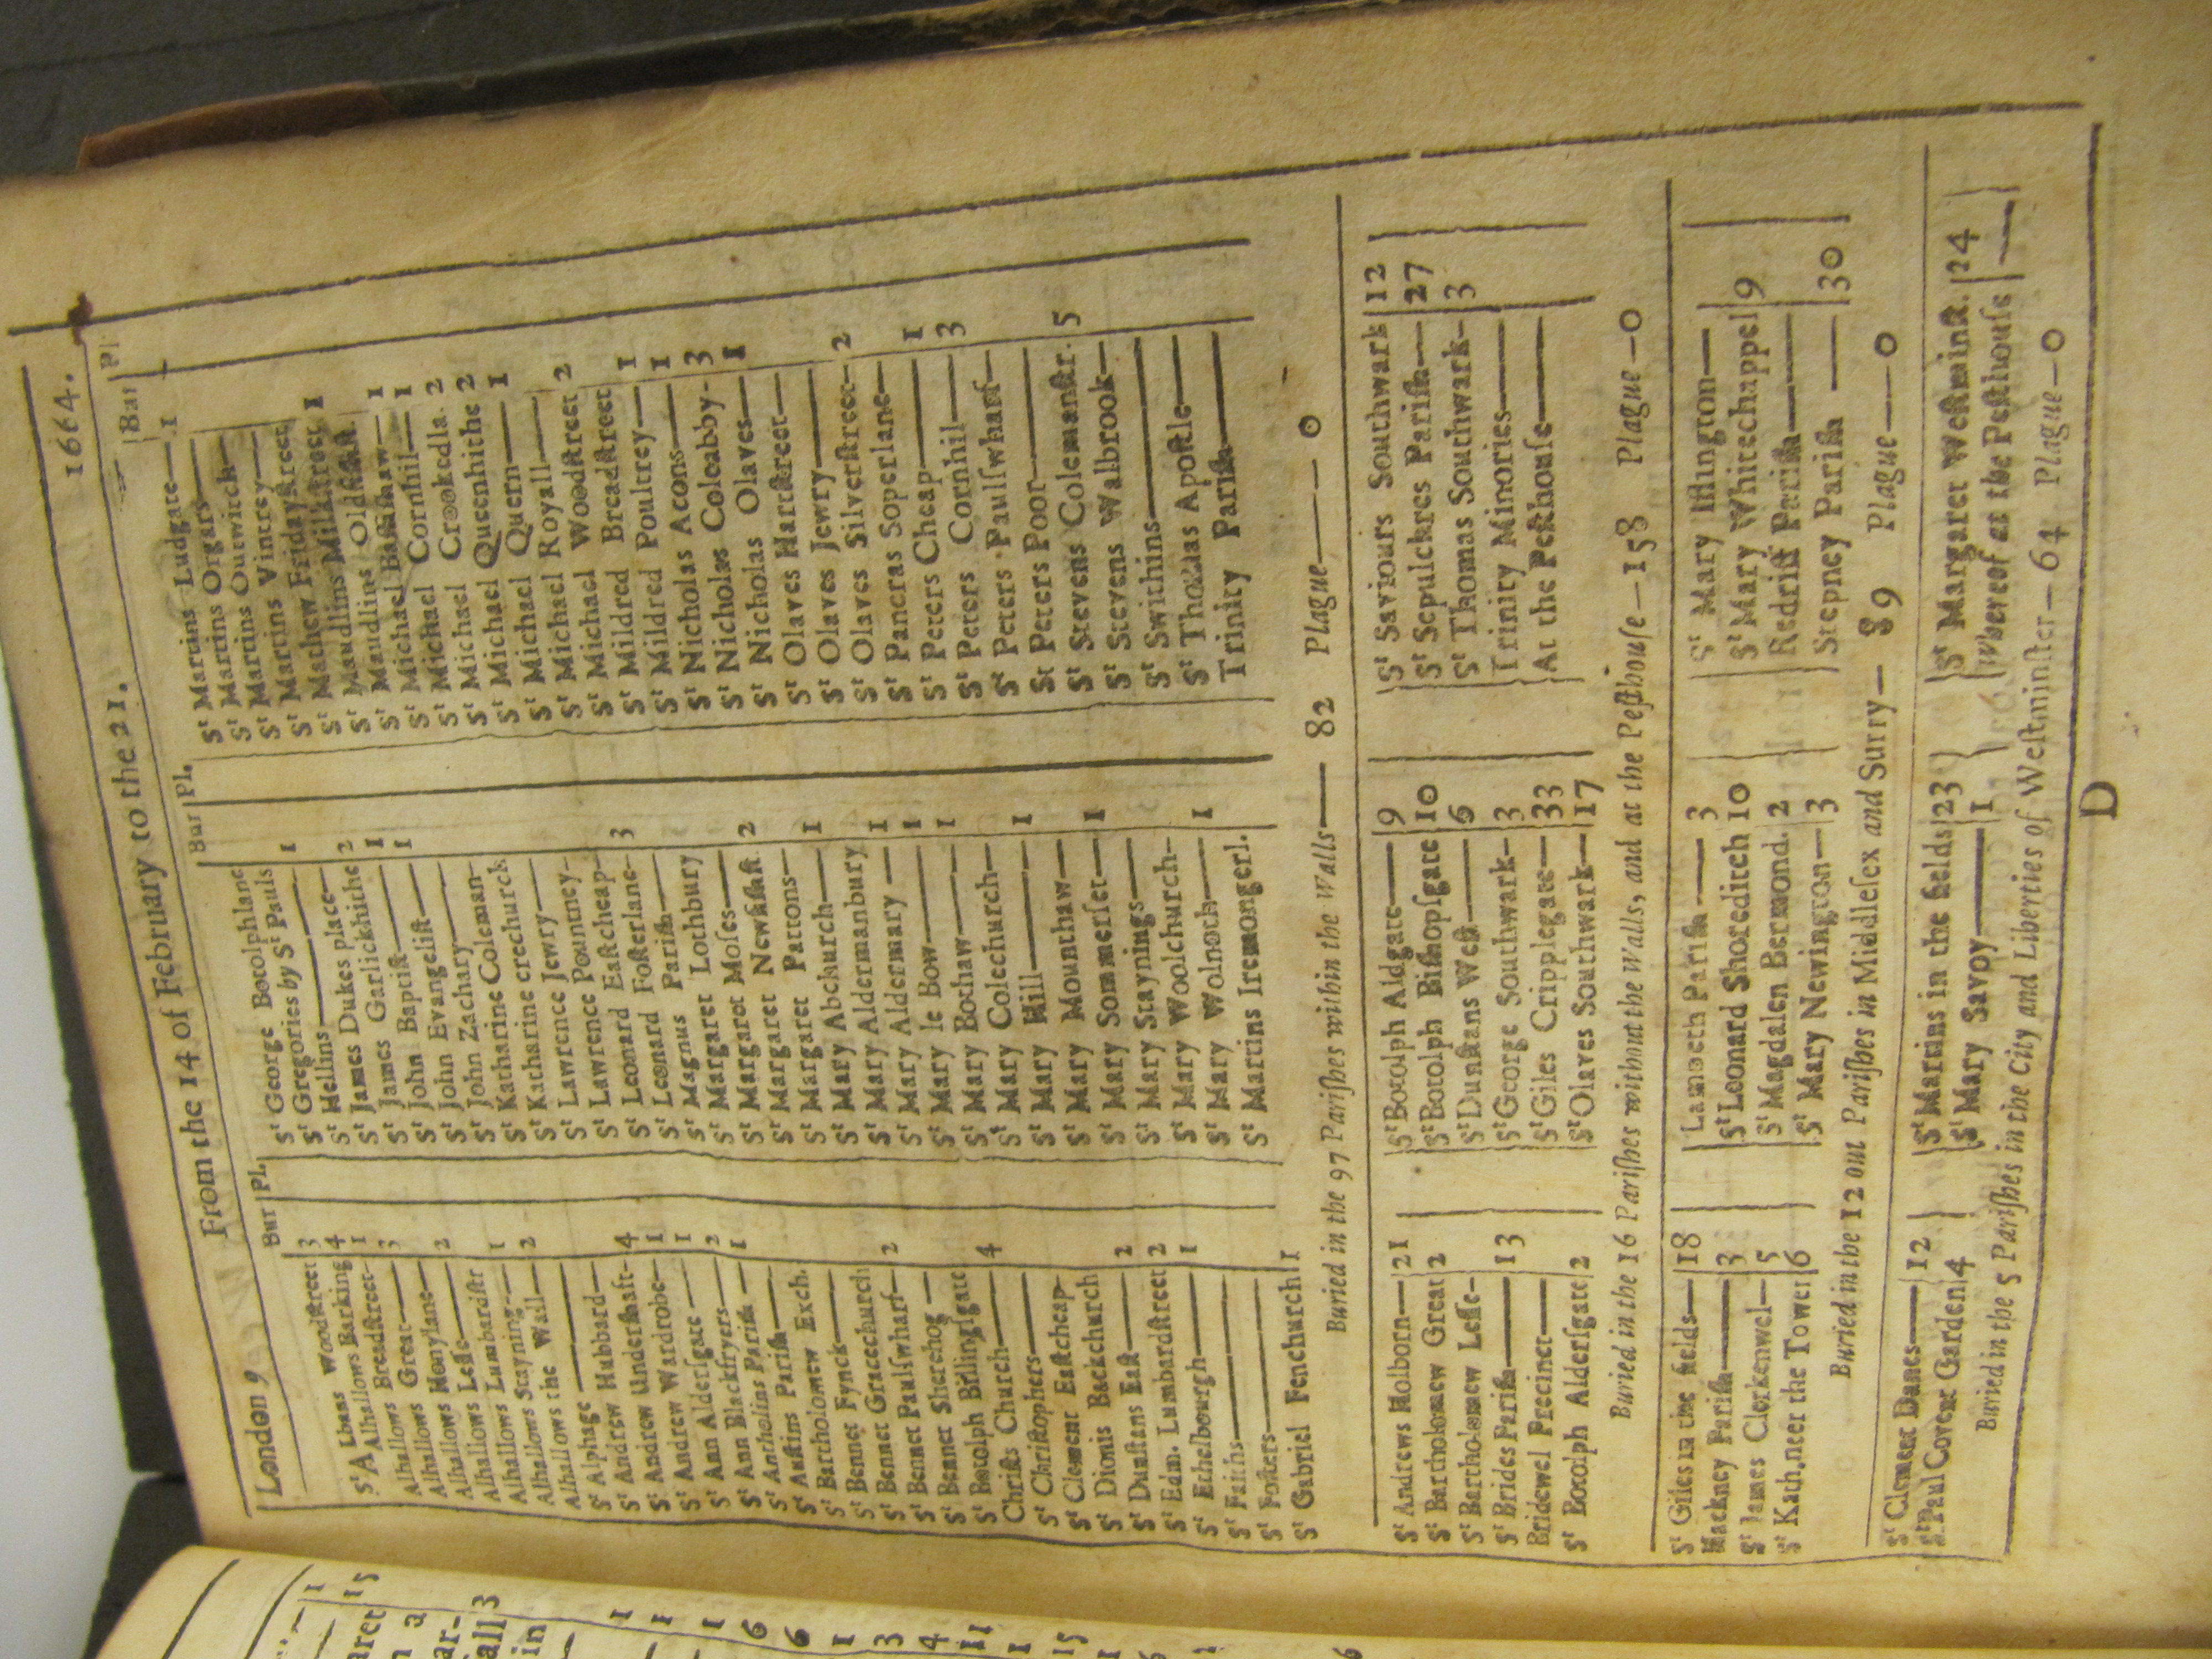 London 9 From the 14 of February to the 21. 1664.
Bur Pl. Bur Pl. Bur Pl
St Albans Woodstreet 3
St Alhallows Barking 4
Alhallows Breadstreet 1
Alhallows Great 3
Alhallows Honylane
Alhallows Lesse 2
Alhallows Lumbardstr
Alhallows Stayning 1
Alhallows the Wall 2
St Alphage
St Andrew Hubbard
St Andrew Undershaft 4
St Andrew Wardrobe 1
St Ann Aldersgate 1
St Ann Blackfryers 2
St Antholins Parish 1
St Austins Parish
St Bartholomew Exch.
St Bennet Fynck
St Bennet Gracechurch
St Bennet Paulswharf 2
St Bennet Sherehog
St Botolph Billingsgate
Christs Church 4
St Christophers
St Clement Eastcheap
St Dionis Backchurch
St Dunstans East 2
St Edm. Lumbardstreet 2
St Ethelbourgh 1
St Faiths
St Fosters
St Gabriel Fenchurch 1
St George Botolphlane
St Gregories by St Pauls 1
St Hellins
St James Dukes place 2
St James Garlickhithe 1
St John Baptist 1
St John Evangelist
St John Zachary
St Katharine Coleman
St Katharine creechurch
St Lawrence Jewry
St Lawrence Pountney
St Leonard Eastcheap
St Leonard Fosterlane 3
St Magnus Parish
St Margaret Lothbury
St Margaret Moses
St Margaret Newfishst. 2
St Margaret Pattons
St Mary Abchurch 1
St Mary Aldermanbury
St Mary Aldermary 1
St Mary le Bow 1
St Mary Bothaw 1
St Mary Colechurch
St Mary Hill 1
St Mary Mounthaw
St Mary Sommerset 1
St Mary Staynings
St Mary Woolchurch
St Mary Wolnoth 1
St Martins Iremongerl.
St Martins Ludgate 1
St Martins Orgars
St Martins Outwitch
St Martins Vintrey
St Mathew Fridaystreet
St Maudlins Milkstreet 1
St Maudlins Oldfishst.
St Michael Bassishaw 1
St Michael Cornhil 1
St Michael Crookedla. 2
St Michael Queenhithe 2
St Michael Quern 1
St Michael Royall
St Michael Woodstreet 2
St Mildred Breadstreet
St Mildred Poultrey 1
St Nicholas Acons 1
St Nicholas Coleabby 3
St Nicholas Olaves 1
St Olaves Hartstreet
St Olaves Jewry
St Olaves Silverstreet 2
St Pancras Soperlane
St Peters Cheap 1
St Peters Cornhil 3
St Peters Paulswharf
St Peters Poor
St Stevens Colemanstr. 5
St Stevens Walbrook
St Swithins
St Thomas Apostle
Trinity Parish
Buried in the 97 Parishes within the Walls 82 Plague 0
St Andrews Holborn 21
St Bartholomew Great 2
St Bartholomew Lesse
St Brides Parish 13
Bridewel Precinct
St Botolph Aldersgate 2
St Botolph Aldgate 9
St Botolph Bishopsgate 10
St Dunstans West 6
St George Southwark 3
St Giles Cripplegate 33
St Olaves Southwark 17
St Saviours Southwark 12
St Sepulchres Parish 27
St Thomas Southwark 3
Trinity Minories
At the Pesthouse
Buried in the 16 Parishes without the Walls, and at the Pesthouse 158 Plague 0
St Giles in the fields 18
Hackney Parish 3
St James Clerkenwel 5
St Kath.neer the Tower 6
Lambeth Parish 3
St Leonard Shoreditch 10
St Magdalen Bermond. 2
St Mary Newington 3
St Mary Islington
St Mary Whitechappel 9
Redriff Parish
Stepney Parish 30
Buried in the 12 out Parishes in Middlesex and Surry 89 Plague 0
St Clement Danes 12
St Paul Covent Garden 4
St Martins in the fields 23
St Mary Savoy 1
St Margaret Westminst. 24
Whereof at the Pesthouse
Buried in the 5 Parishes in the City and Liberties of Westminster 64 Plague 0
D